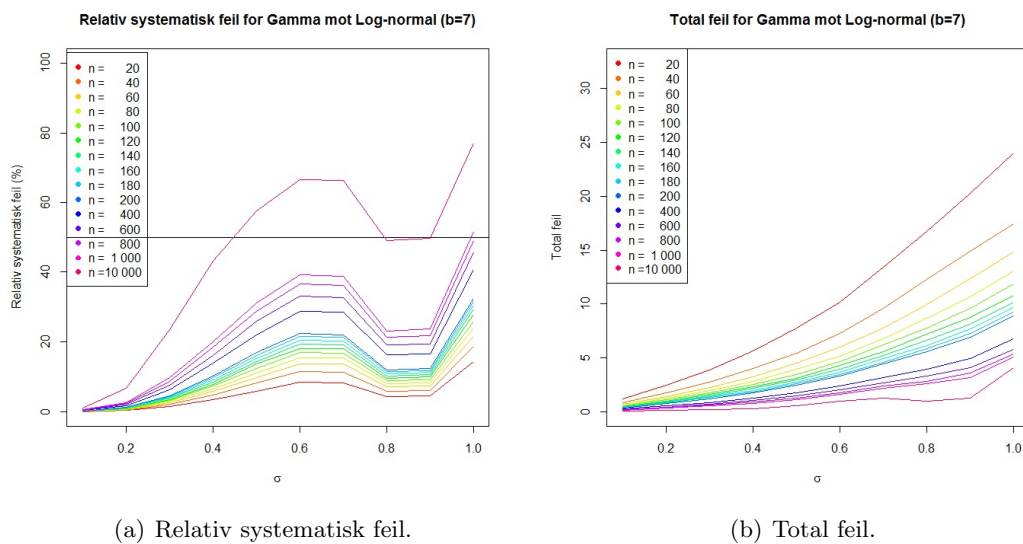 Relativ systematisk feil for Gamma mot Log-normal (b=7)
Relativ systematisk feil (%)
100
80
60
40
20
0
n = 20
n = 40
n = 60
n = 80
n = 100
n = 120
n = 140
n = 160
n = 180
n = 200
n = 400
n = 600
n = 800
n = 1 000
n =10 000
0.2
0.4
0.6
0.8
1.0
σ
(a) Relativ systematisk feil.
Total feil for Gamma mot Log-normal (b=7)
Total feil
30
25
20
15
10
5
0
n = 20
n = 40
n = 60
n = 80
n = 100
n = 120
n = 140
n = 160
n = 180
n = 200
n = 400
n = 600
n = 800
n = 1 000
n =10 000
0.2
0.4
0.6
0.8
1.0
σ
(b) Total feil.